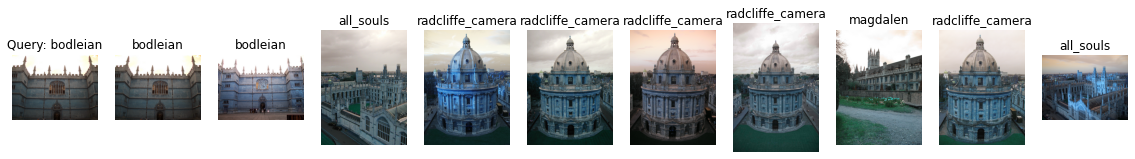 Query: bodleian
bodleian
bodleian
all_souls
radcliffe_camera
radcliffe_camera
radcliffe_camera
radcliffe_camera
magdalen
radcliffe_camera
all_souls